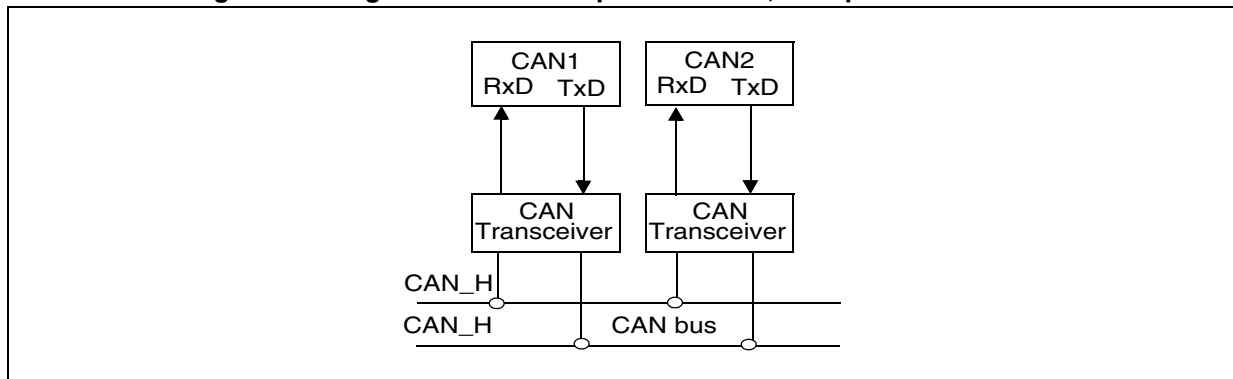 CAN1
RxD TxD
CAN2
RxD TxD
CAN
Transceiver
CAN
Transceiver
CAN_H
CAN_H
CAN bus